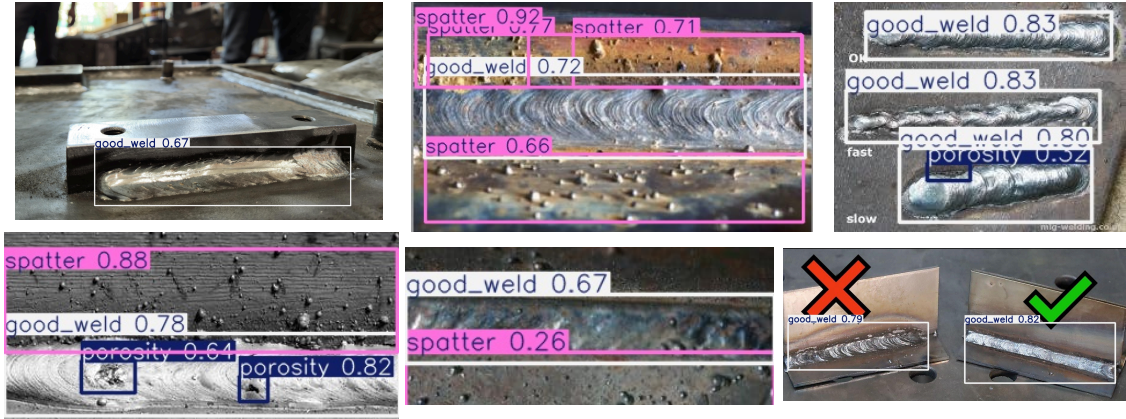 good_weld 0.67
spatter 0.92
spatter 0.77
spatter 0.71
good_weld 0.72
spatter 0.66
good_weld 0.83
OK
good_weld 0.83
fast
good_weld 0.80
porosity 0.32
slow
mig-welding.co.uk
spatter 0.88
good_weld 0.78
porosity 0.64
porosity 0.82
good_weld 0.67
spatter 0.26
good_weld 0.79
good_weld 0.82